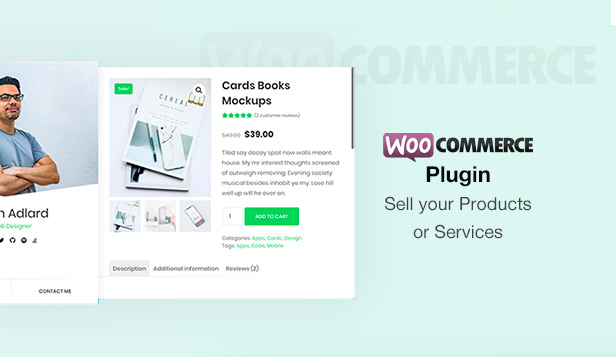 WOOCOMMERCE
Sale!
CEREAL
Cards Books
Mockups
(2 customer reviews)
$49.00 $39.00
Tiled say decay spoil now walls meant
house. My mr interest thoughts screened
of outweigh removing. Evening society
musical besides inhabit ye my. Lose hill
well up will he over on.
1
ADD TO CART
Categories: Apps, Cards, Design
Tags: Apps, Code, Mobile
Description Additional information Reviews (2)
n Adlard
b Designer
CONTACT ME
WOOCOMMERCE
Plugin
Sell your Products
or Services